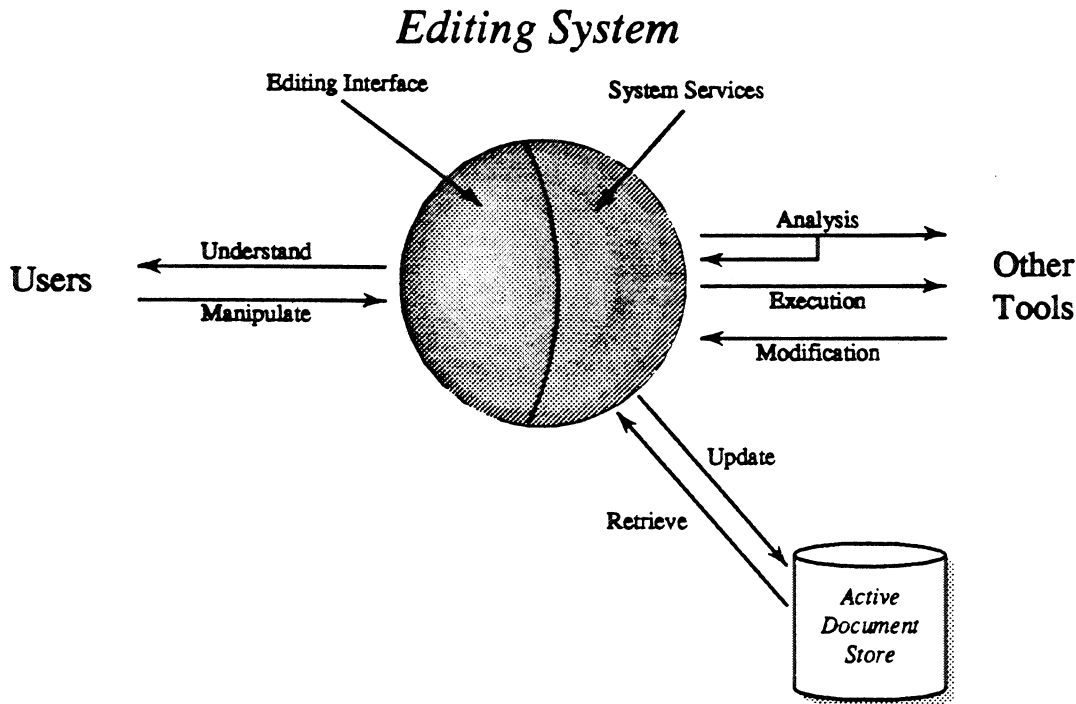 Editing System
Editing Interface
System Services
Analysis
Understand
Users
Other
Tools
Manipulate
Execution
Modification
Update
Retrieve
Active
Document
Store